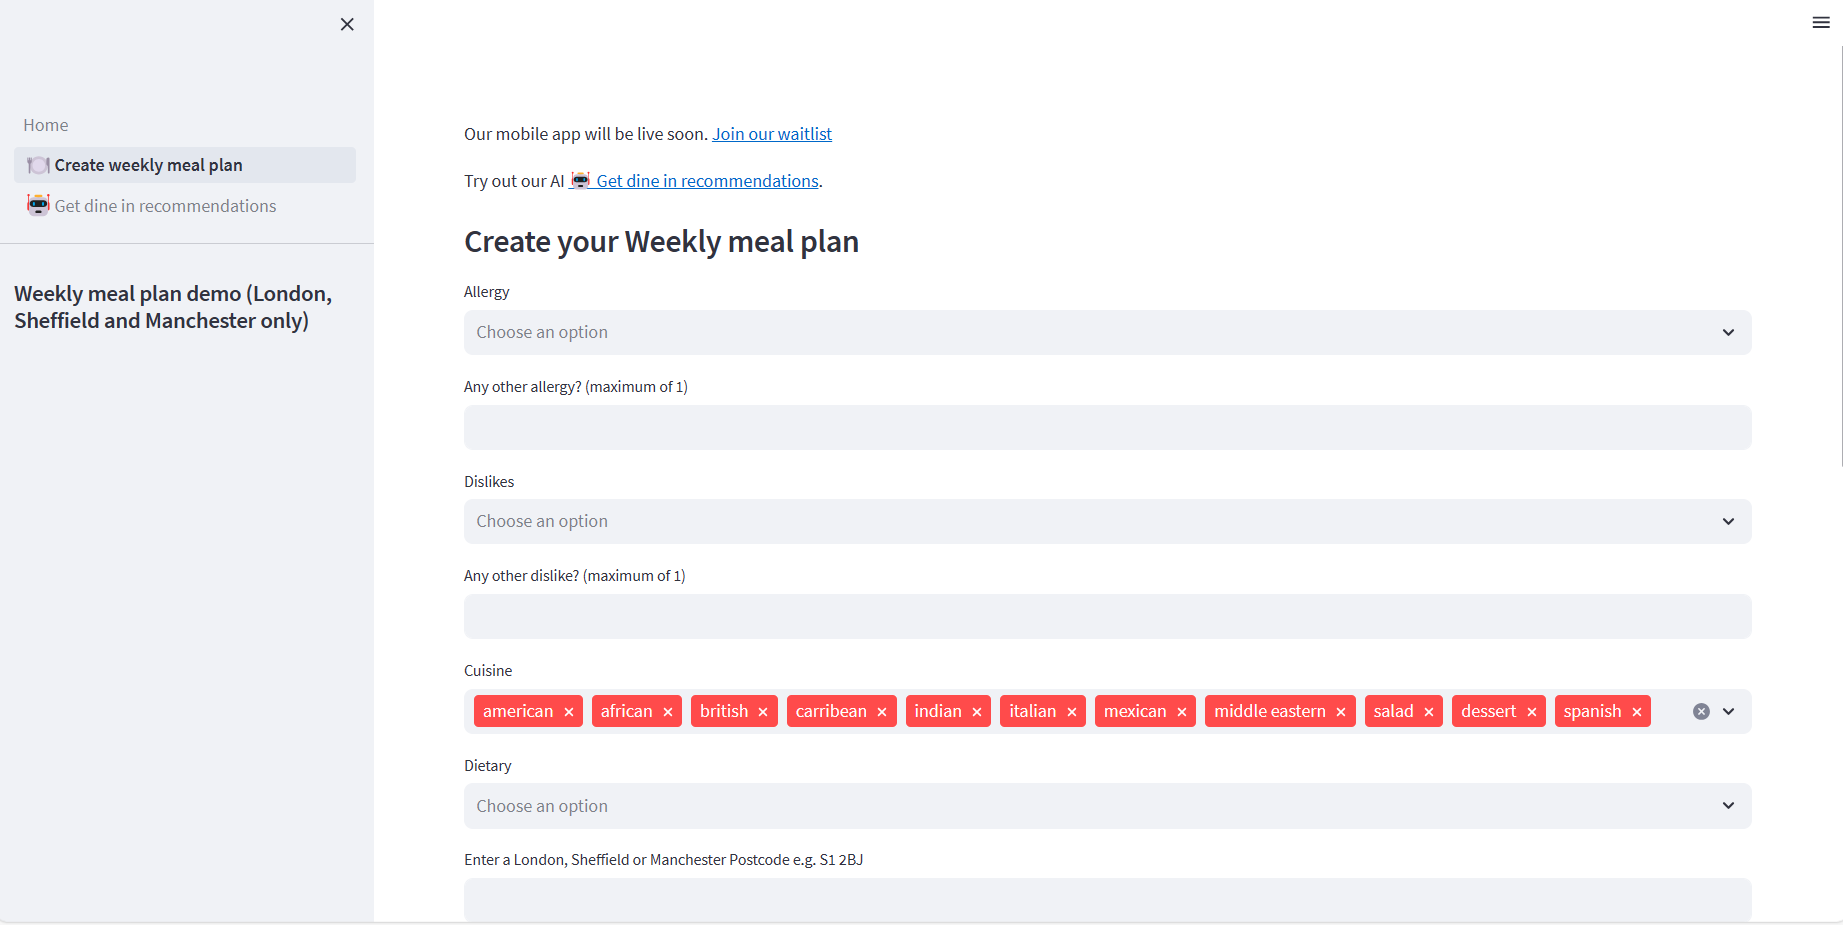 Home
Create weekly meal plan
Get dine in recommendations
Weekly meal plan demo (London,
Sheffield and Manchester only)
Our mobile app will be live soon. Join our waitlist
Try out our AI Get dine in recommendations.
Create your Weekly meal plan
Allergy
Choose an option
Any other allergy? (maximum of 1)
Dislikes
Choose an option
Any other dislike? (maximum of 1)
Cuisine
american african british carribean indian italian mexican middle eastern salad dessert spanish
Dietary
Choose an option
Enter a London, Sheffield or Manchester Postcode e.g. S1 2BJ